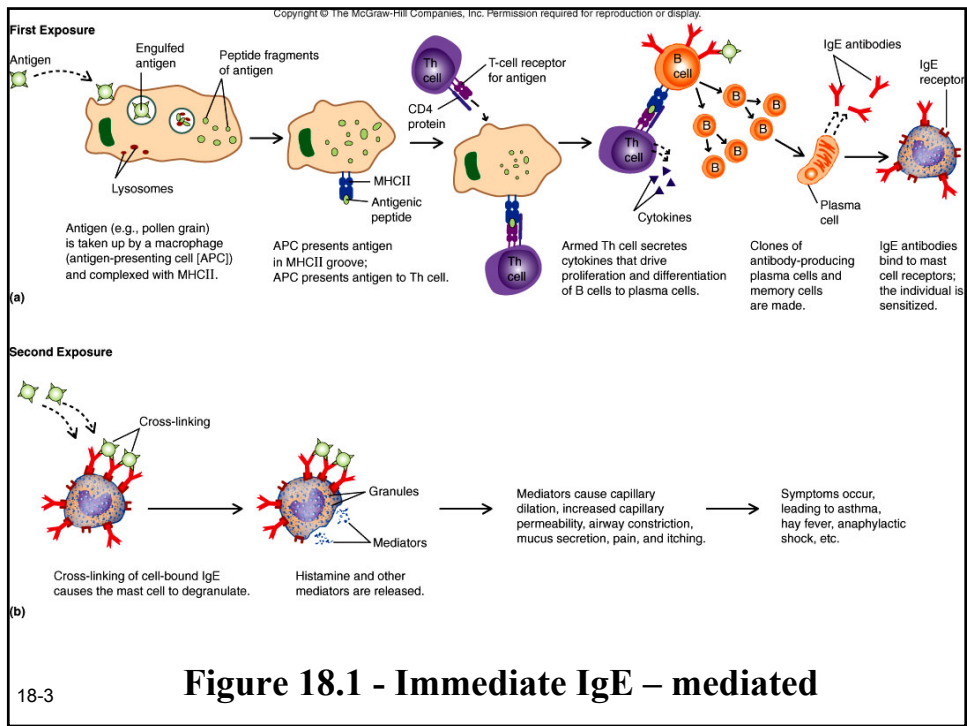 Copyright © The McGraw-Hill Companies, Inc. Permission required for reproduction or display.
First Exposure
Antigen
Engulfed
antigen
Peptide fragments
of antigen
Lysosomes
Antigen (e.g., pollen grain)
is taken up by a macrophage
(antigen-presenting cell [APC])
and complexed with MHCII.
MHCII
Antigenic
peptide
APC presents antigen
in MHCII groove;
APC presents antigen to Th cell.
Th
cell
T-cell receptor
for antigen
CD4
protein
Th
cell
B
cell
Th
cell
B
B
B
B
B
B
Cytokines
Armed Th cell secretes
cytokines that drive
proliferation and differentiation
of B cells to plasma cells.
IgE antibodies
Plasma
cell
Clones of
antibody-producing
plasma cells and
memory cells
are made.
IgE
receptor
IgE antibodies
bind to mast
cell receptors;
the individual is
sensitized.
(a)
Second Exposure
Cross-linking
Cross-linking of cell-bound IgE
causes the mast cell to degranulate.
Granules
Mediators
Histamine and other
mediators are released.
Mediators cause capillary
dilation, increased capillary
permeability, airway constriction,
mucus secretion, pain, and itching.
Symptoms occur,
leading to asthma,
hay fever, anaphylactic
shock, etc.
(b)
18-3
Figure 18.1 - Immediate IgE – mediated